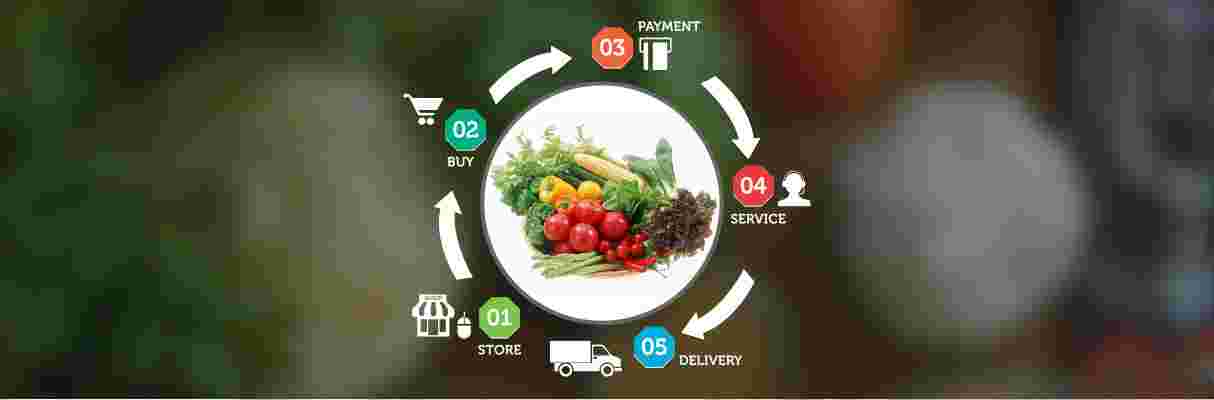 01
STORE
02
BUY
03
PAYMENT
04
SERVICE
05
DELIVERY